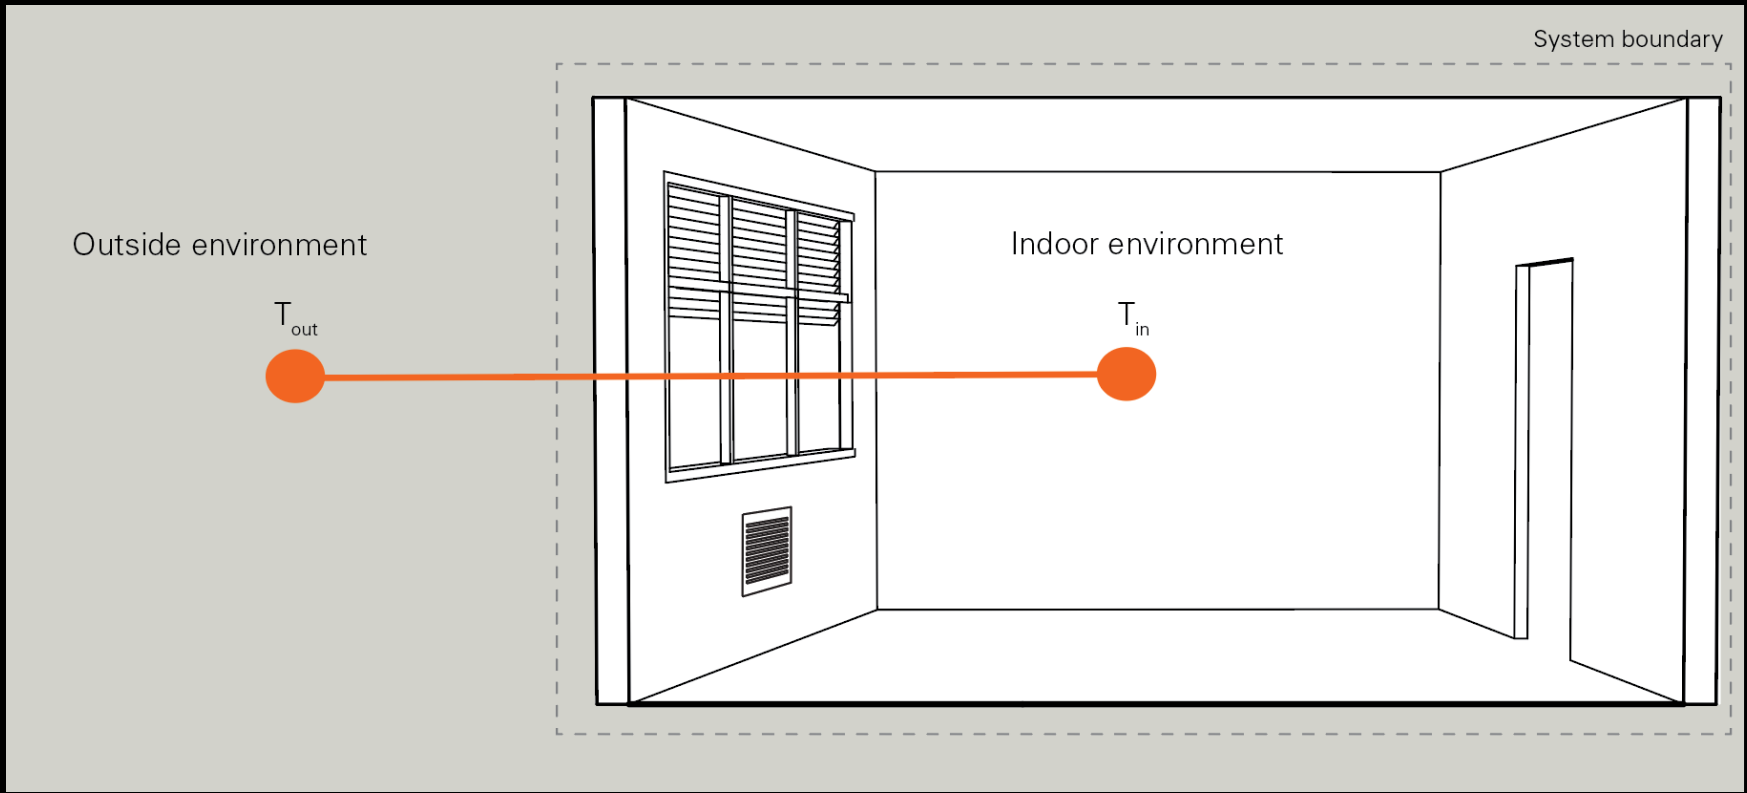 System boundary
Outside environment
Indoor environment
T out
T in